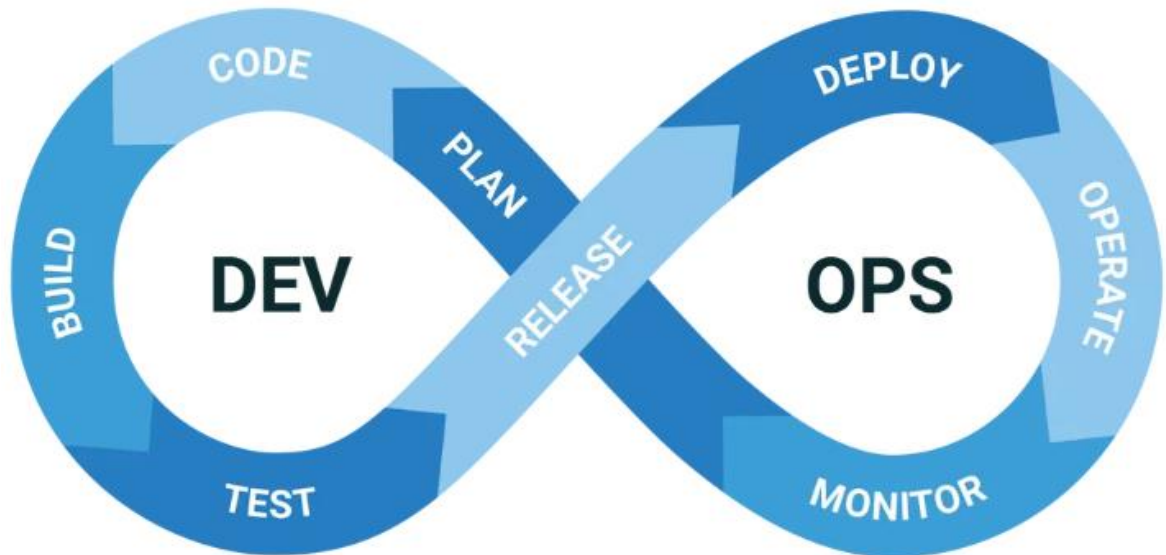 CODE
DEPLOY
PLAN
OPERATE
BUILD
DEV
RELEASE
OPS
TEST
MONITOR